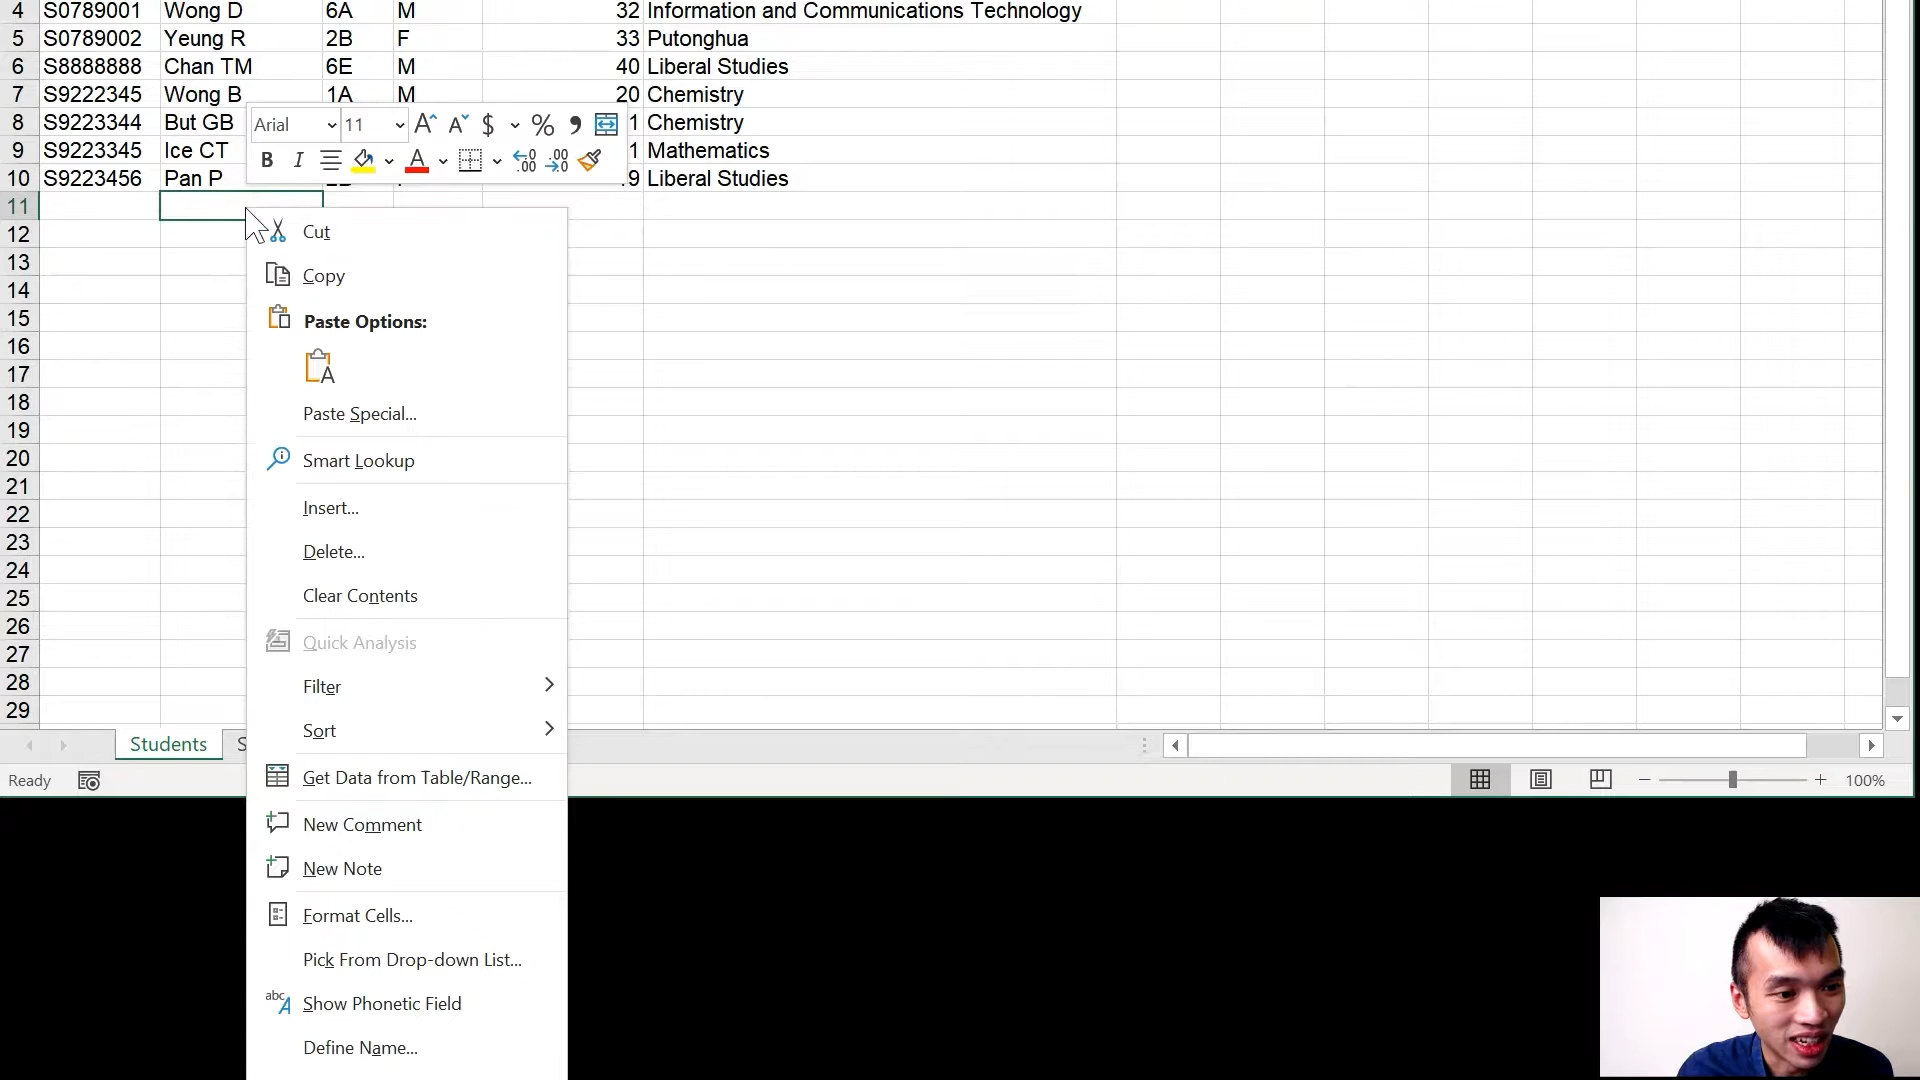 4 S0789001 Wong D 6A M 32 Information and Communications Technology
5 S0789002 Yeung R 2B F 33 Putonghua
6 S8888888 Chan TM 6E M 40 Liberal Studies
7 S9222345 Wong B 1A M 20 Chemistry
8 S9223344 But GB 1 Chemistry
9 S9223345 Ice CT 1 Mathematics
10 S9223456 Pan P 9 Liberal Studies
Arial 11 A A $ % ,
B I A .00 .00
11
12
13
14
15
16
17
18
19
20
21
22
23
24
25
26
27
28
29
Cut
Copy
Paste Options:
A
Paste Special...
Smart Lookup
Insert...
Delete...
Clear Contents
Quick Analysis
Filter
Sort
Get Data from Table/Range...
New Comment
New Note
Format Cells...
Pick From Drop-down List...
abc A Show Phonetic Field
Define Name...
Students S
Ready 100%